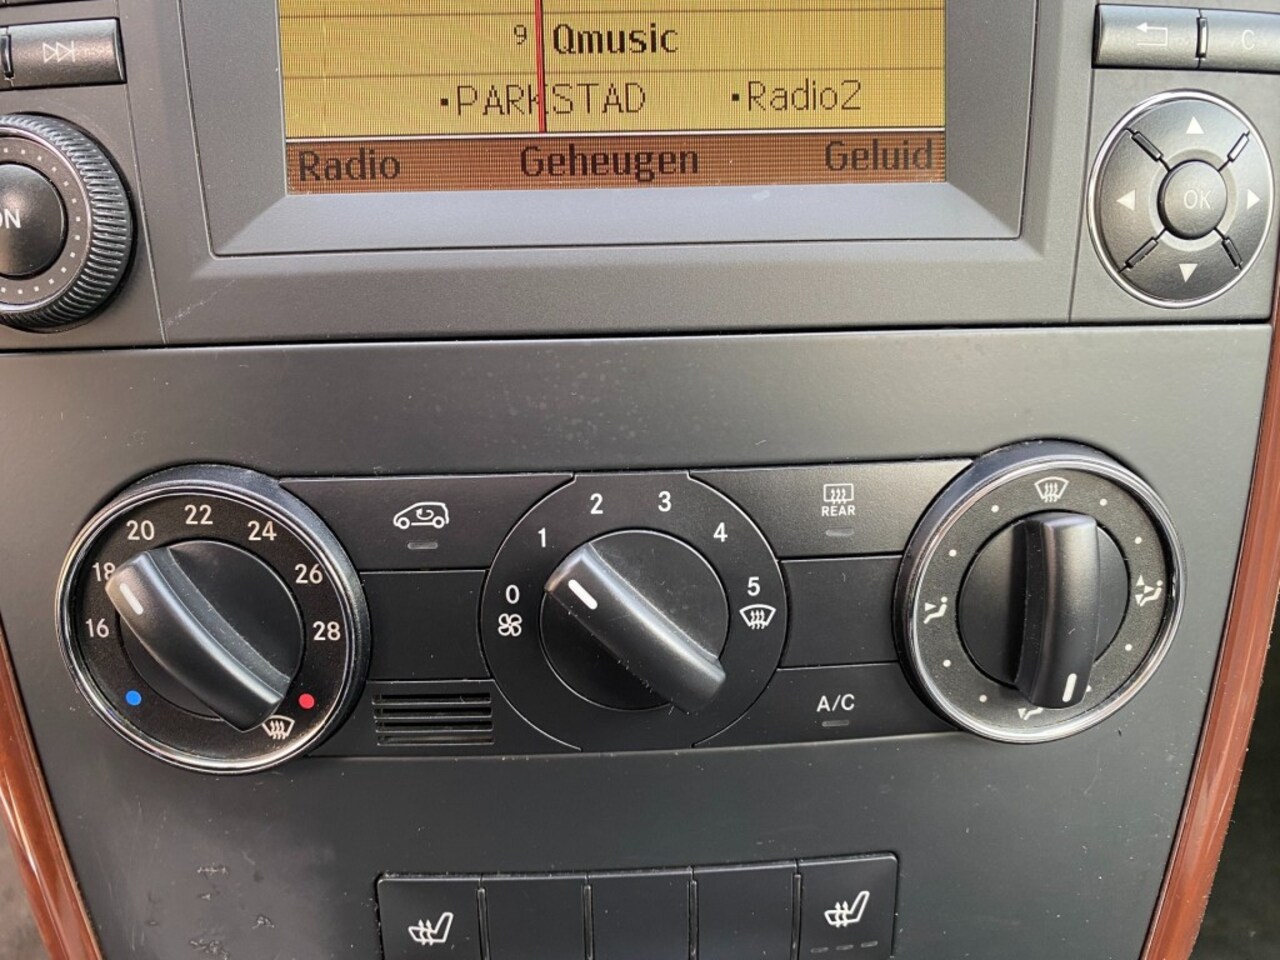 9 Qmusic
PARKSTAD Radio2
Radio Geheugen Geluid
C
OK
ON
16 18 20 22 24 26 28
0 1 2 3 4 5
REAR
A/C